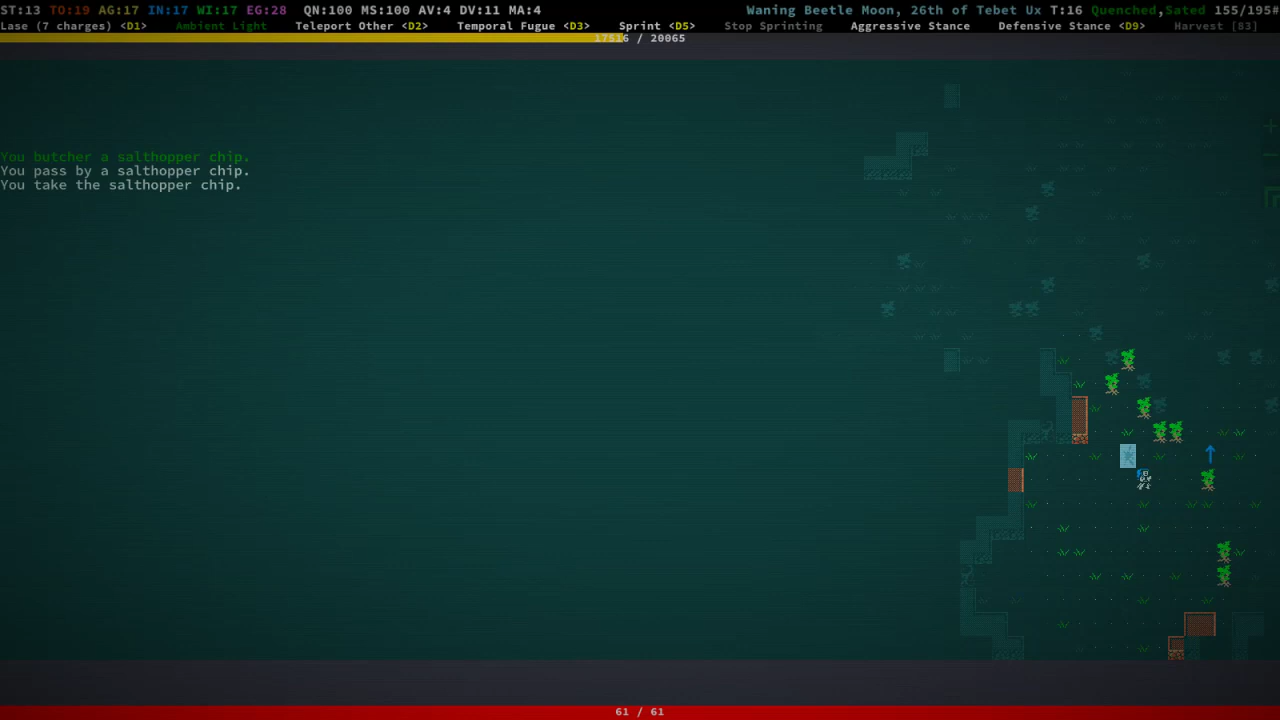 ST:13 TO:19 AG:17 IN:17 WI:17 EG:28 QN:100 MS:100 AV:4 DV:11 MA:4 Waning Beetle Moon, 26th of Tebet Ux T:16 Quenched,Sated 155/195#
Lase (7 charges) <D1> Ambient Light Teleport Other <D2> Temporal Fugue <D3> Sprint <D5> Stop Sprinting Aggressive Stance Defensive Stance <D9> Harvest [83]
17516 / 20065
You butcher a salthopper chip.
You pass by a salthopper chip.
You take the salthopper chip.
61 / 61